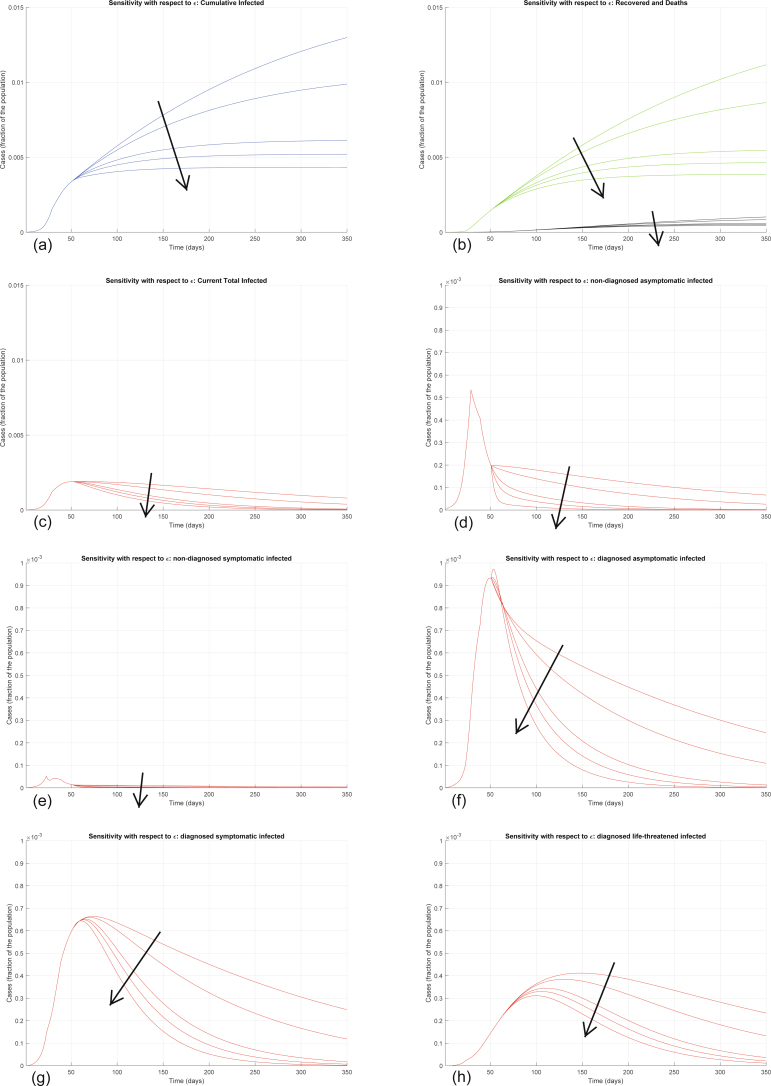 Sensitivity with respect to ϵ: Cumulative Infected
0.015
0.01
0.005
0
Cases (fraction of the population)
50 100 150 200 250 300 350
Time (days)
(a)
Sensitivity with respect to ϵ: Recovered and Deaths
0.015
0.01
0.005
0
Cases (fraction of the population)
50 100 150 200 250 300 350
Time (days)
(b)
Sensitivity with respect to ϵ: Current Total Infected
0.015
0.01
0.005
0
Cases (fraction of the population)
50 100 150 200 250 300 350
Time (days)
(c)
Sensitivity with respect to ϵ: non-diagnosed asymptomatic infected
×10⁻³
1
0.9
0.8
0.7
0.6
0.5
0.4
0.3
0.2
0.1
0
Cases (fraction of the population)
50 100 150 200 250 300 350
Time (days)
(d)
Sensitivity with respect to ϵ: non-diagnosed symptomatic infected
×10⁻³
1
0.9
0.8
0.7
0.6
0.5
0.4
0.3
0.2
0.1
0
Cases (fraction of the population)
50 100 150 200 250 300 350
Time (days)
(e)
Sensitivity with respect to ϵ: diagnosed asymptomatic infected
×10⁻³
1
0.9
0.8
0.7
0.6
0.5
0.4
0.3
0.2
0.1
0
Cases (fraction of the population)
50 100 150 200 250 300 350
Time (days)
(f)
Sensitivity with respect to ϵ: diagnosed symptomatic infected
×10⁻³
1
0.9
0.8
0.7
0.6
0.5
0.4
0.3
0.2
0.1
0
Cases (fraction of the population)
50 100 150 200 250 300 350
Time (days)
(g)
Sensitivity with respect to ϵ: diagnosed life-threatened infected
×10⁻³
1
0.9
0.8
0.7
0.6
0.5
0.4
0.3
0.2
0.1
0
Cases (fraction of the population)
50 100 150 200 250 300 350
Time (days)
(h)